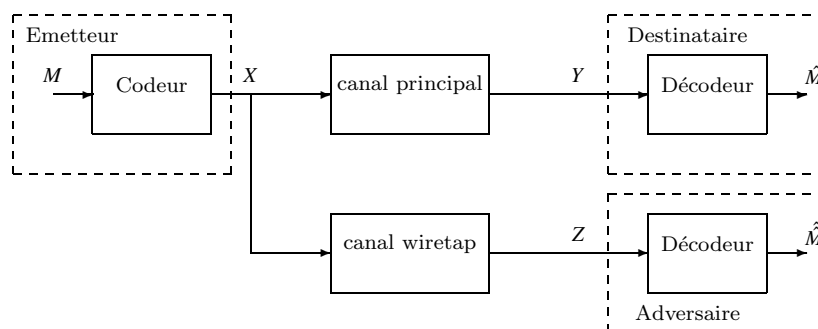 Emetteur
Destinataire
M
Codeur
X
canal principal
Y
Décodeur
M̂
canal wiretap
Z
Décodeur
M̂̂
Adversaire